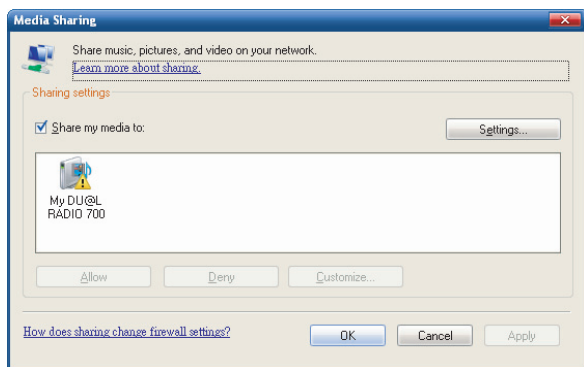 Media Sharing
Share music, pictures, and video on your network.
Learn more about sharing.
Sharing settings
Share my media to:
Settings...
My DU@L
RADIO 700
Allow
Deny
Customize...
How does sharing change firewall settings?
OK
Cancel
Apply